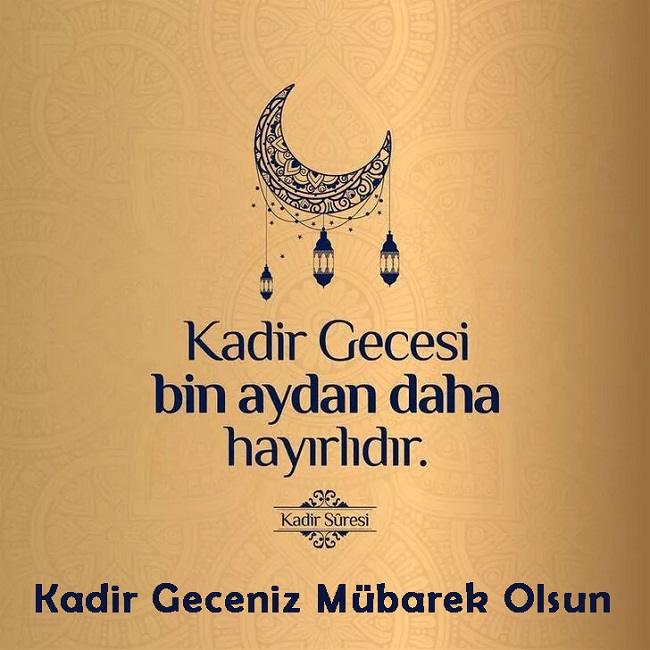 Kadir Gecesi
bin aydan daha
hayırlıdır.
Kadir Sûresi
Kadir Geceniz Mübarek Olsun